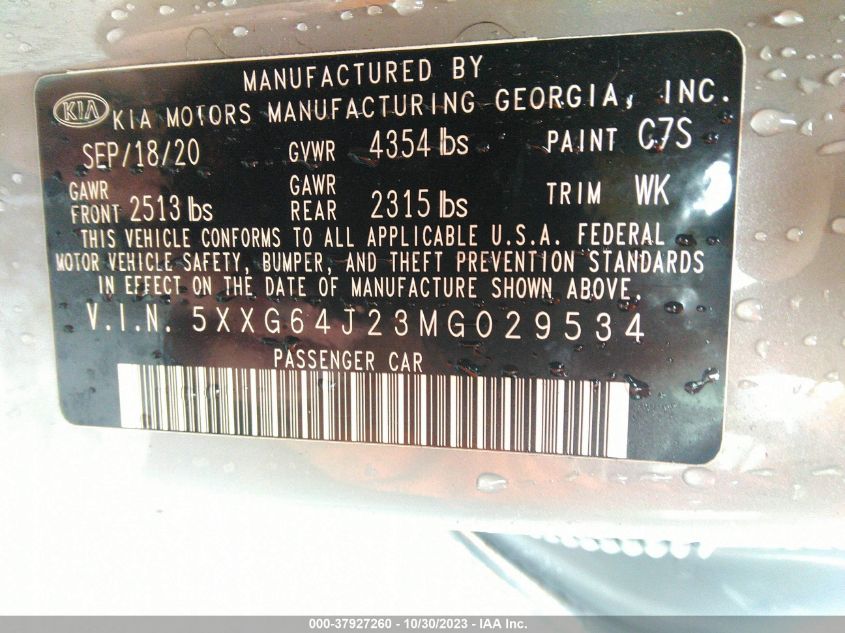 MANUFACTURED BY
KIA KIA MOTORS MANUFACTURING GEORGIA, INC.
SEP/18/20 GVWR 4354 lbs PAINT C7S
GAWR FRONT 2513 lbs GAWR REAR 2315 lbs TRIM WK
THIS VEHICLE CONFORMS TO ALL APPLICABLE U.S.A. FEDERAL
MOTOR VEHICLE SAFETY, BUMPER, AND THEFT PREVENTION STANDARDS
IN EFFECT ON THE DATE OF MANUFACTURE SHOWN ABOVE.
V.I.N. 5XXG64J23MG029534
PASSENGER CAR
000-37927260 - 10/30/2023 - IAA Inc.